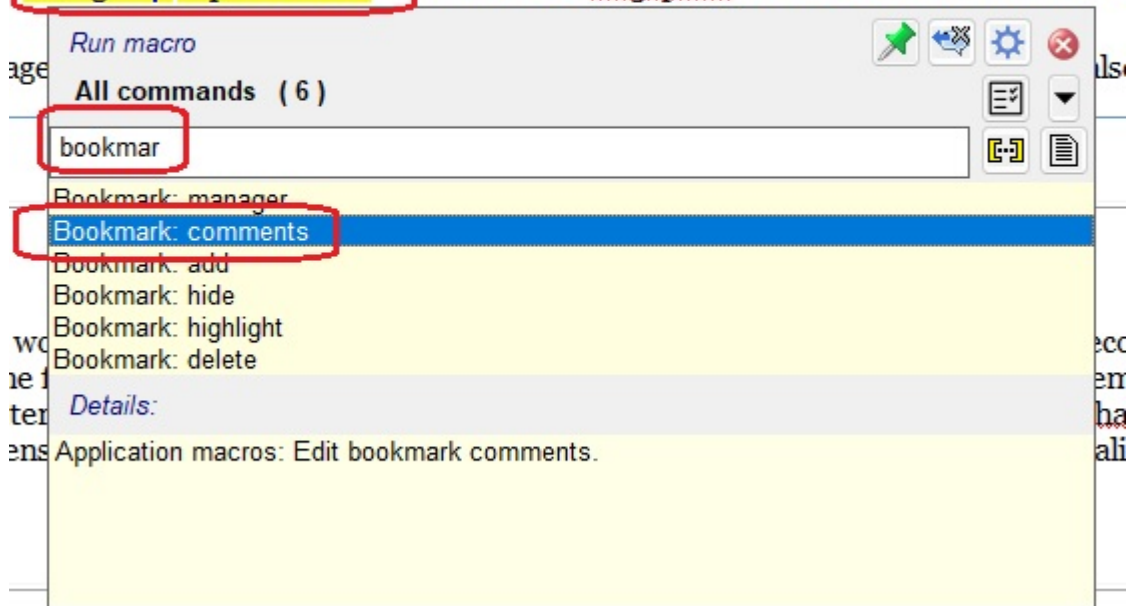 Run macro
All commands ( 6 )
bookmar
Bookmark: manager
Bookmark: comments
Bookmark: add
Bookmark: hide
Bookmark: highlight
Bookmark: delete
Details:
Application macros: Edit bookmark comments.